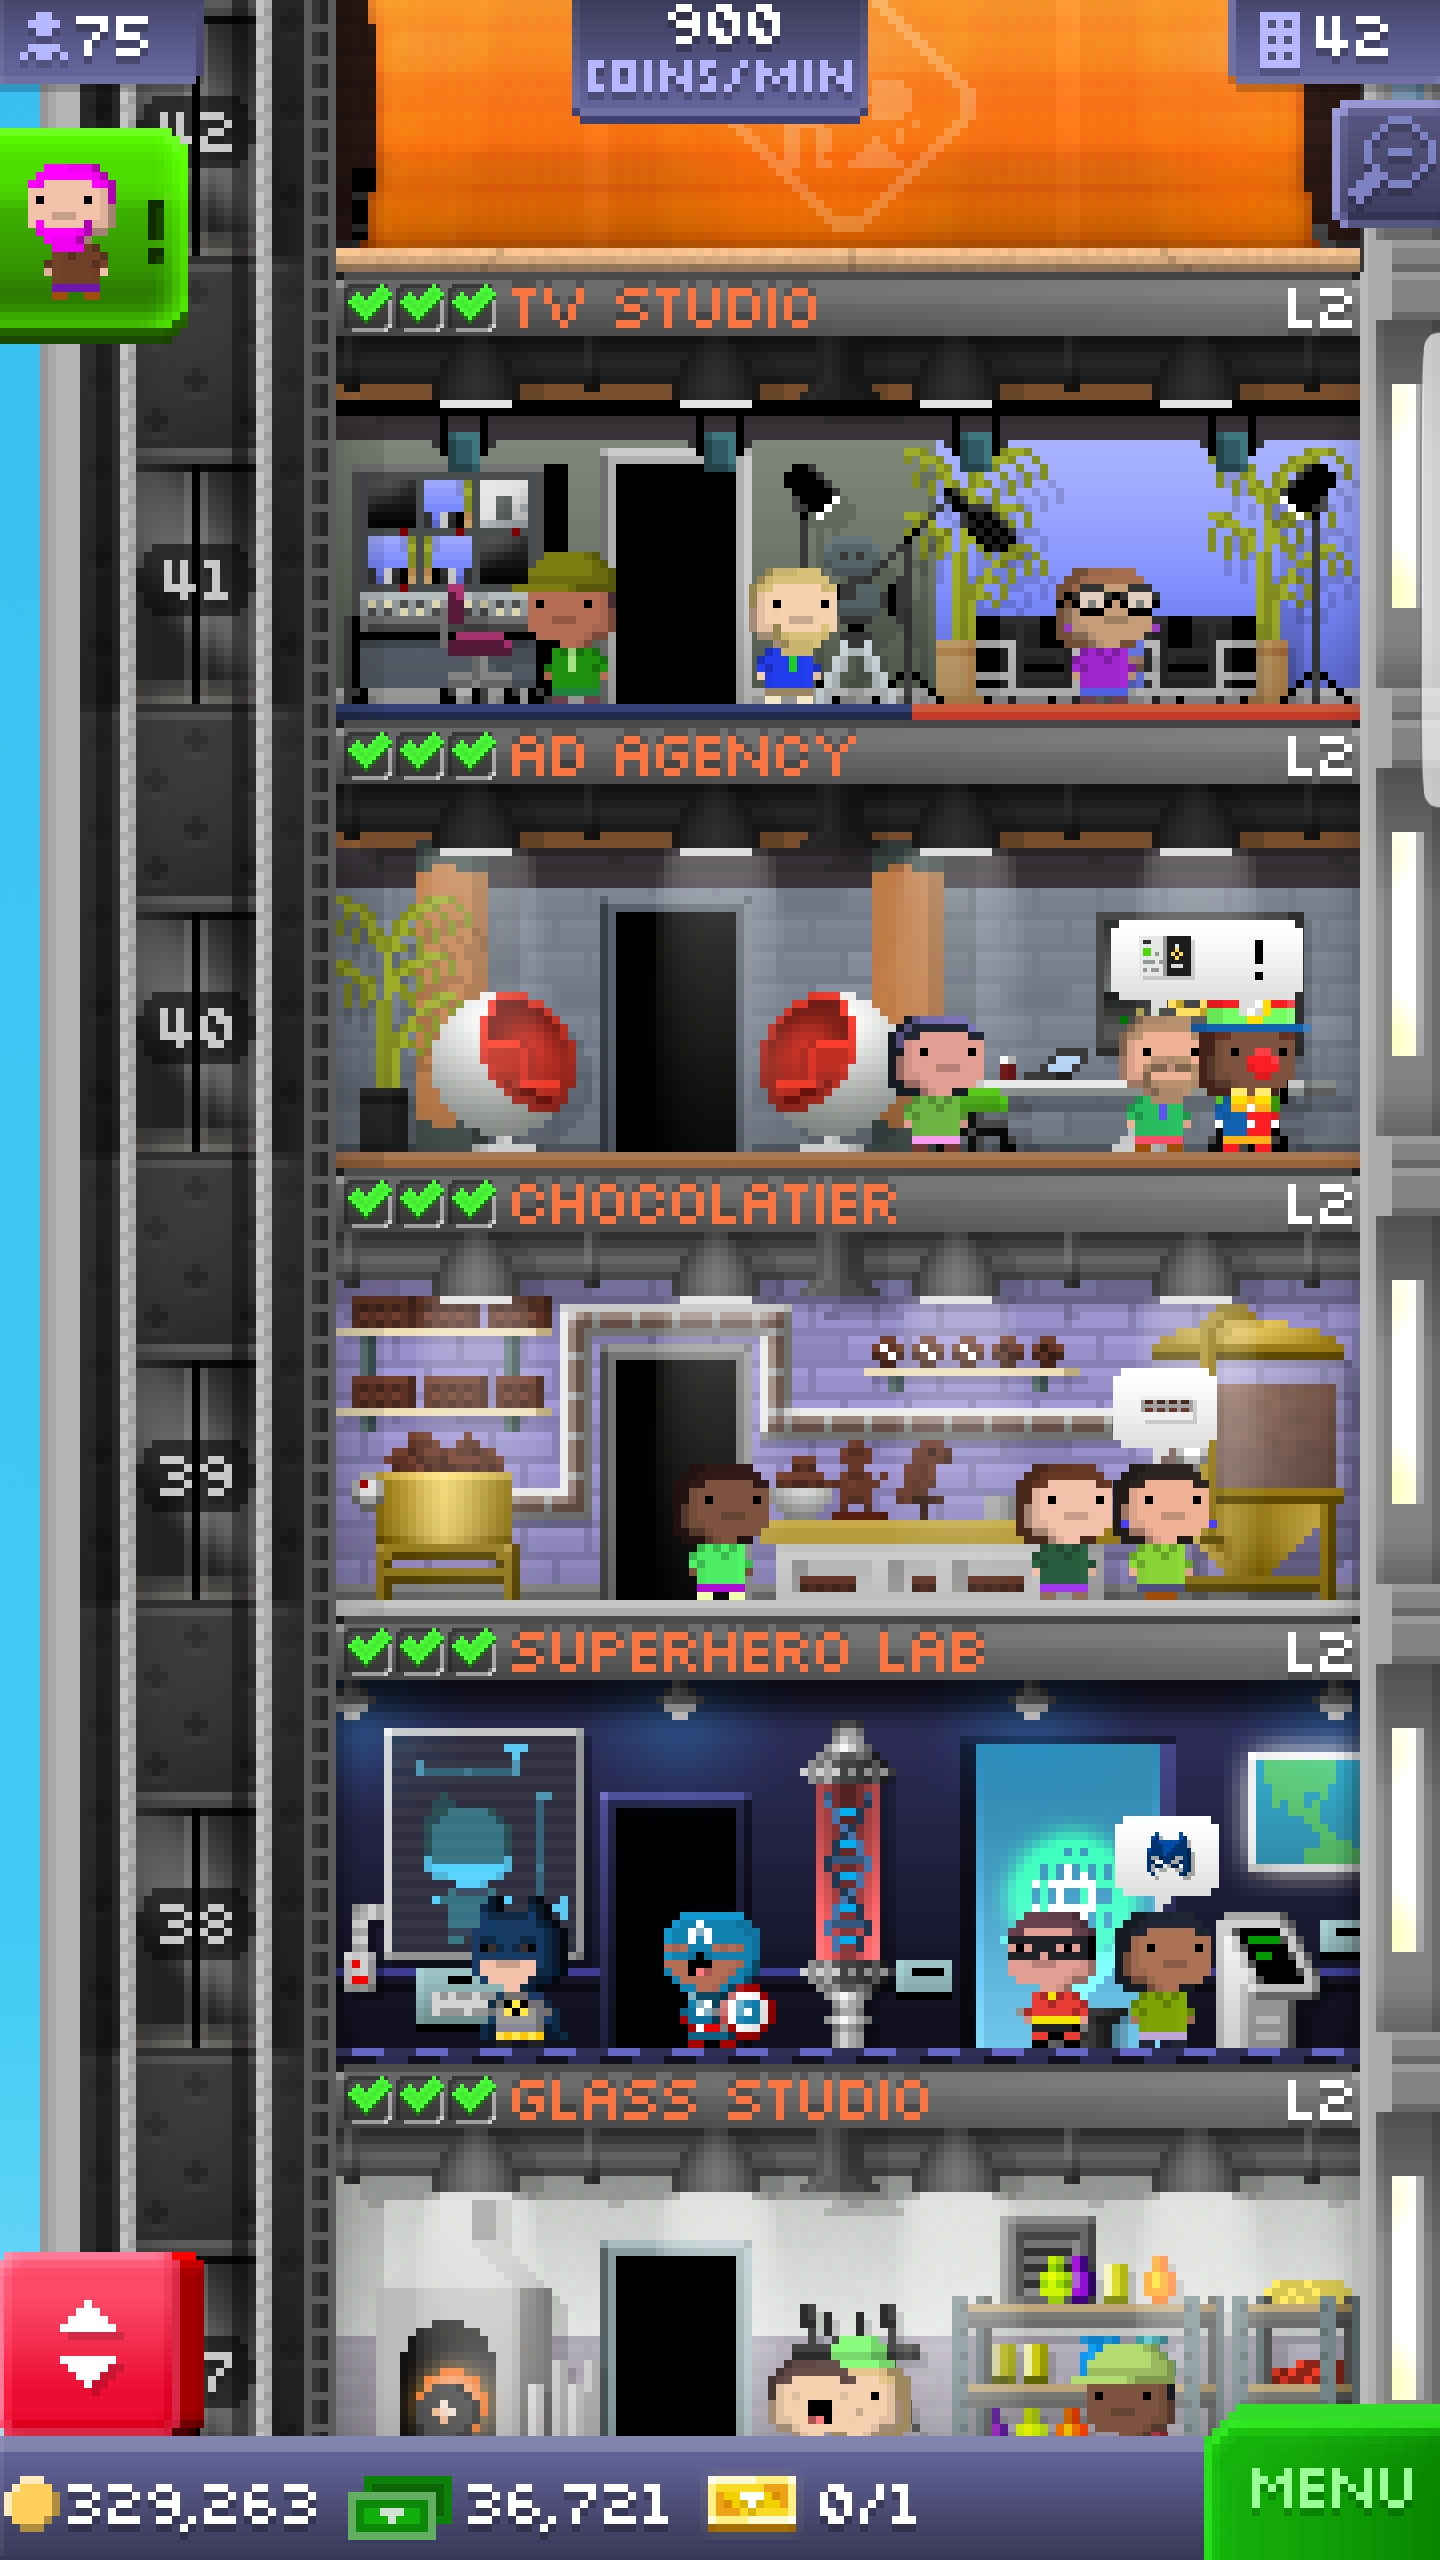 75
900
COINS/MIN
42
42
!
TV STUDIO L2
41
AD AGENCY L2
!
40
CHOCOLATIER L2
39
SUPERHERO LAB L2
A
38
GLASS STUDIO L2
7
329,263 36,721 0/1
MENU